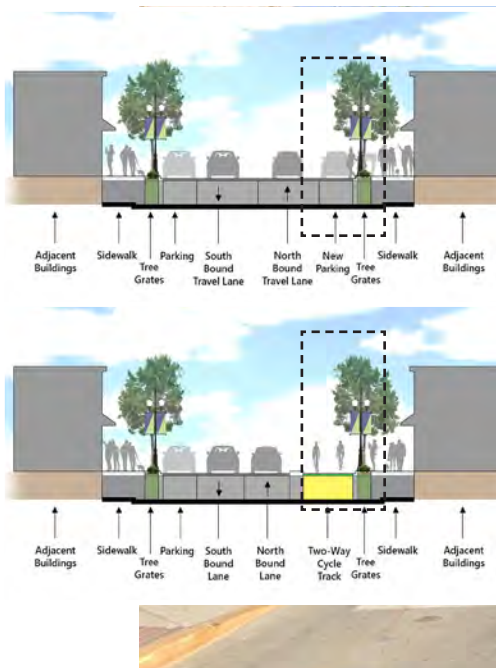 Adjacent Buildings
Sidewalk
Tree Grates
Parking
South Bound Travel Lane
North Bound Travel Lane
New Parking
Tree Grates
Sidewalk
Adjacent Buildings
Adjacent Buildings
Sidewalk
Tree Grates
Parking
South Bound Lane
North Bound Lane
Two-Way Cycle Track
Tree Grates
Sidewalk
Adjacent Buildings